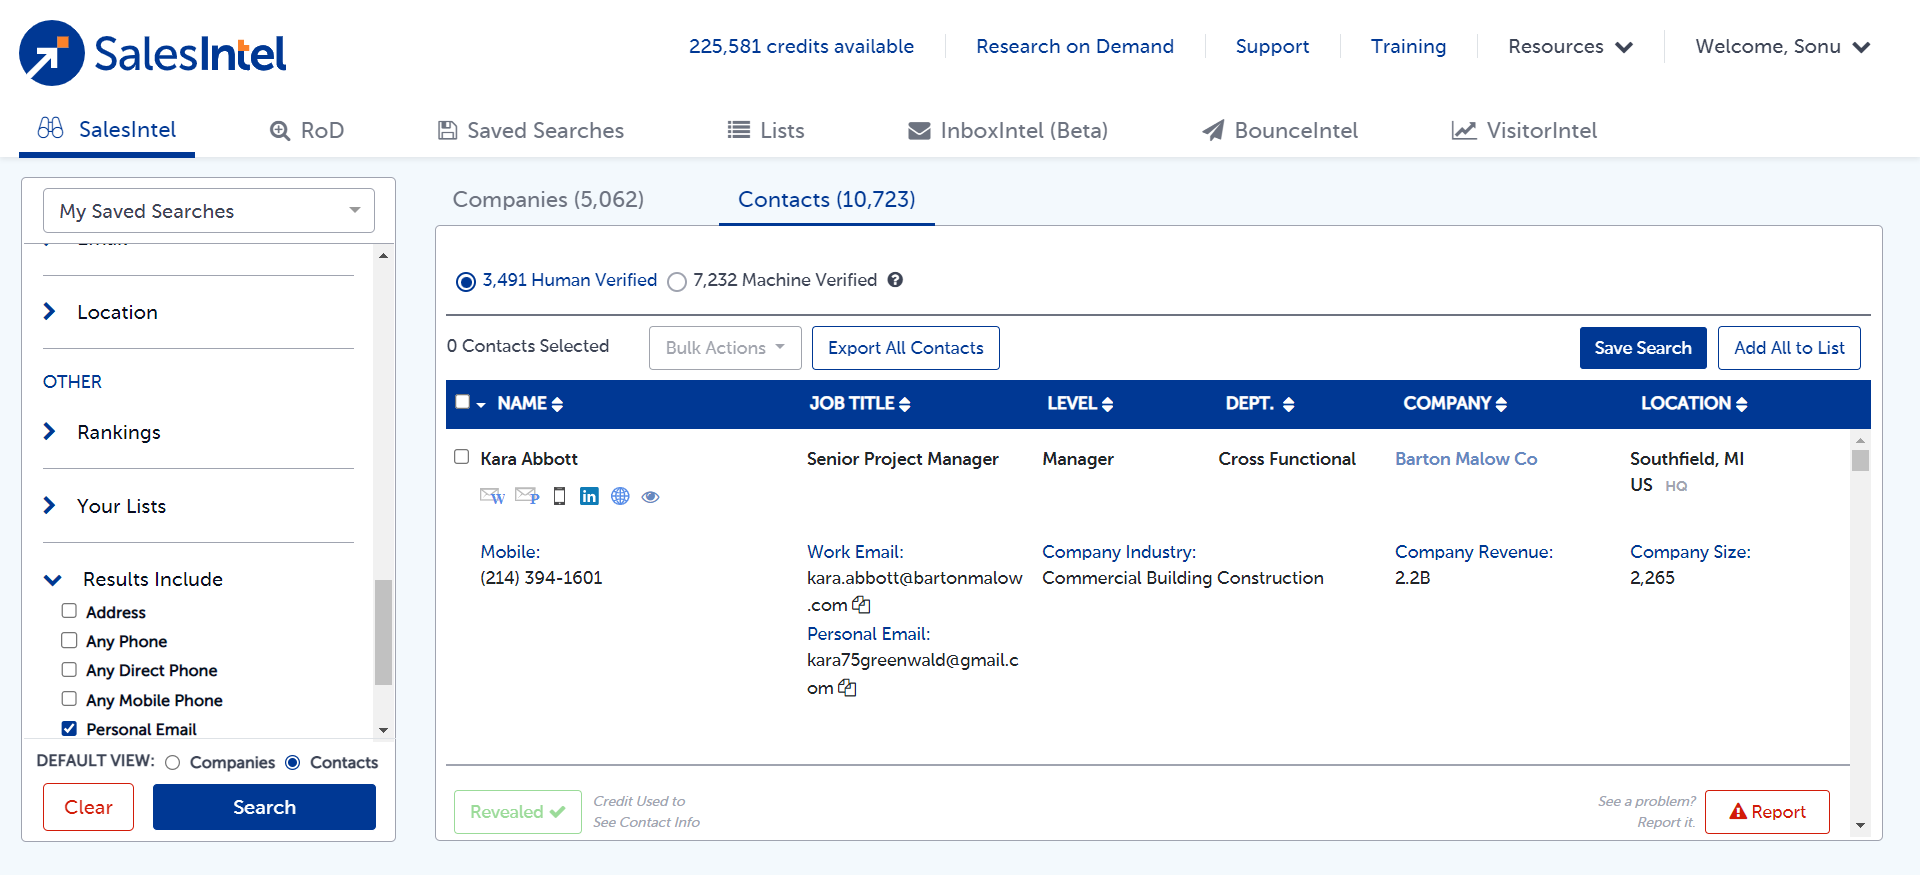 SalesIntel
225,581 credits available
Research on Demand
Support
Training
Resources
Welcome, Sonu
SalesIntel
RoD
Saved Searches
Lists
InboxIntel (Beta)
BounceIntel
VisitorIntel
My Saved Searches
Location
OTHER
Rankings
Your Lists
Results Include
Address
Any Phone
Any Direct Phone
Any Mobile Phone
Personal Email
DEFAULT VIEW: Companies Contacts
Clear
Search
Companies (5,062)
Contacts (10,723)
3,491 Human Verified 7,232 Machine Verified
0 Contacts Selected
Bulk Actions
Export All Contacts
Save Search
Add All to List
NAME JOB TITLE LEVEL DEPT. COMPANY LOCATION
Kara Abbott
Senior Project Manager
Manager
Cross Functional
Barton Malow Co
Southfield, MI
US HQ
Mobile:
(214) 394-1601
Work Email:
kara.abbott@bartonmalow
.com
Personal Email:
kara75greenwald@gmail.c
om
Company Industry:
Commercial Building Construction
Company Revenue:
2.2B
Company Size:
2,265
Revealed
Credit Used to
See Contact Info
See a problem?
Report it.
Report